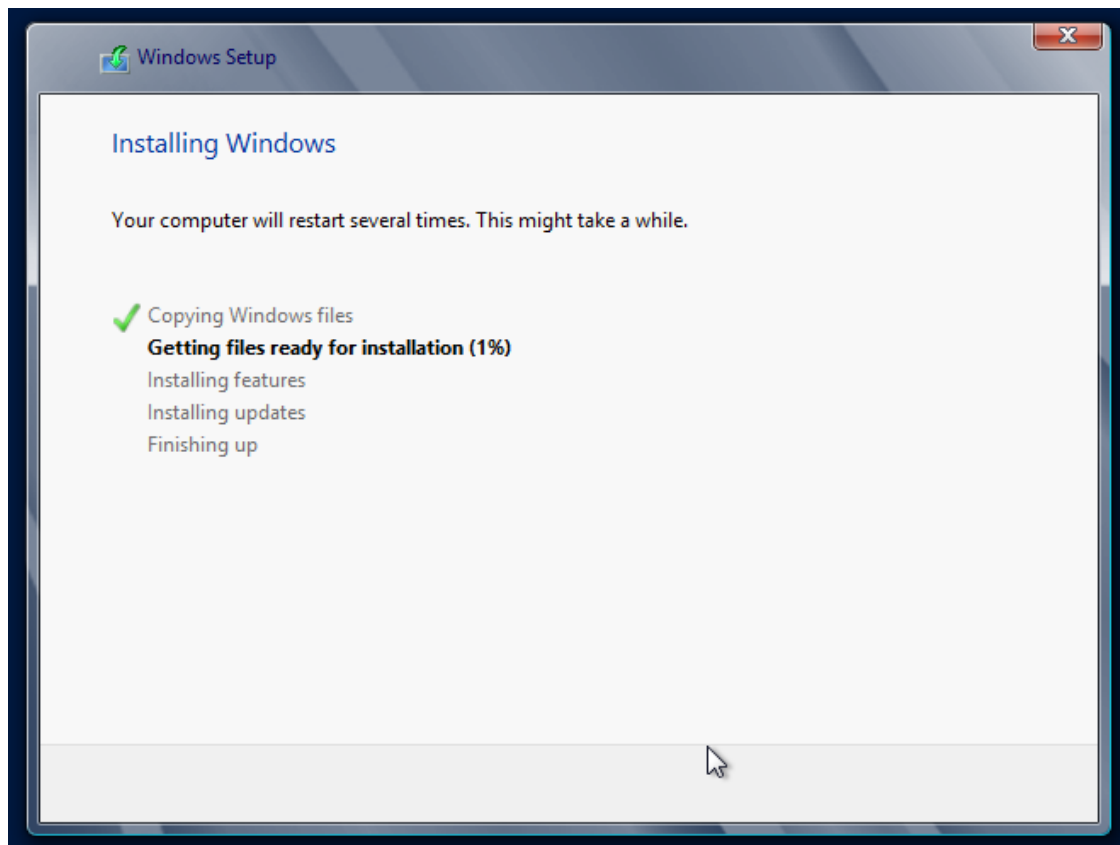 Windows Setup
Installing Windows
Your computer will restart several times. This might take a while.
Copying Windows files
Getting files ready for installation (1%)
Installing features
Installing updates
Finishing up